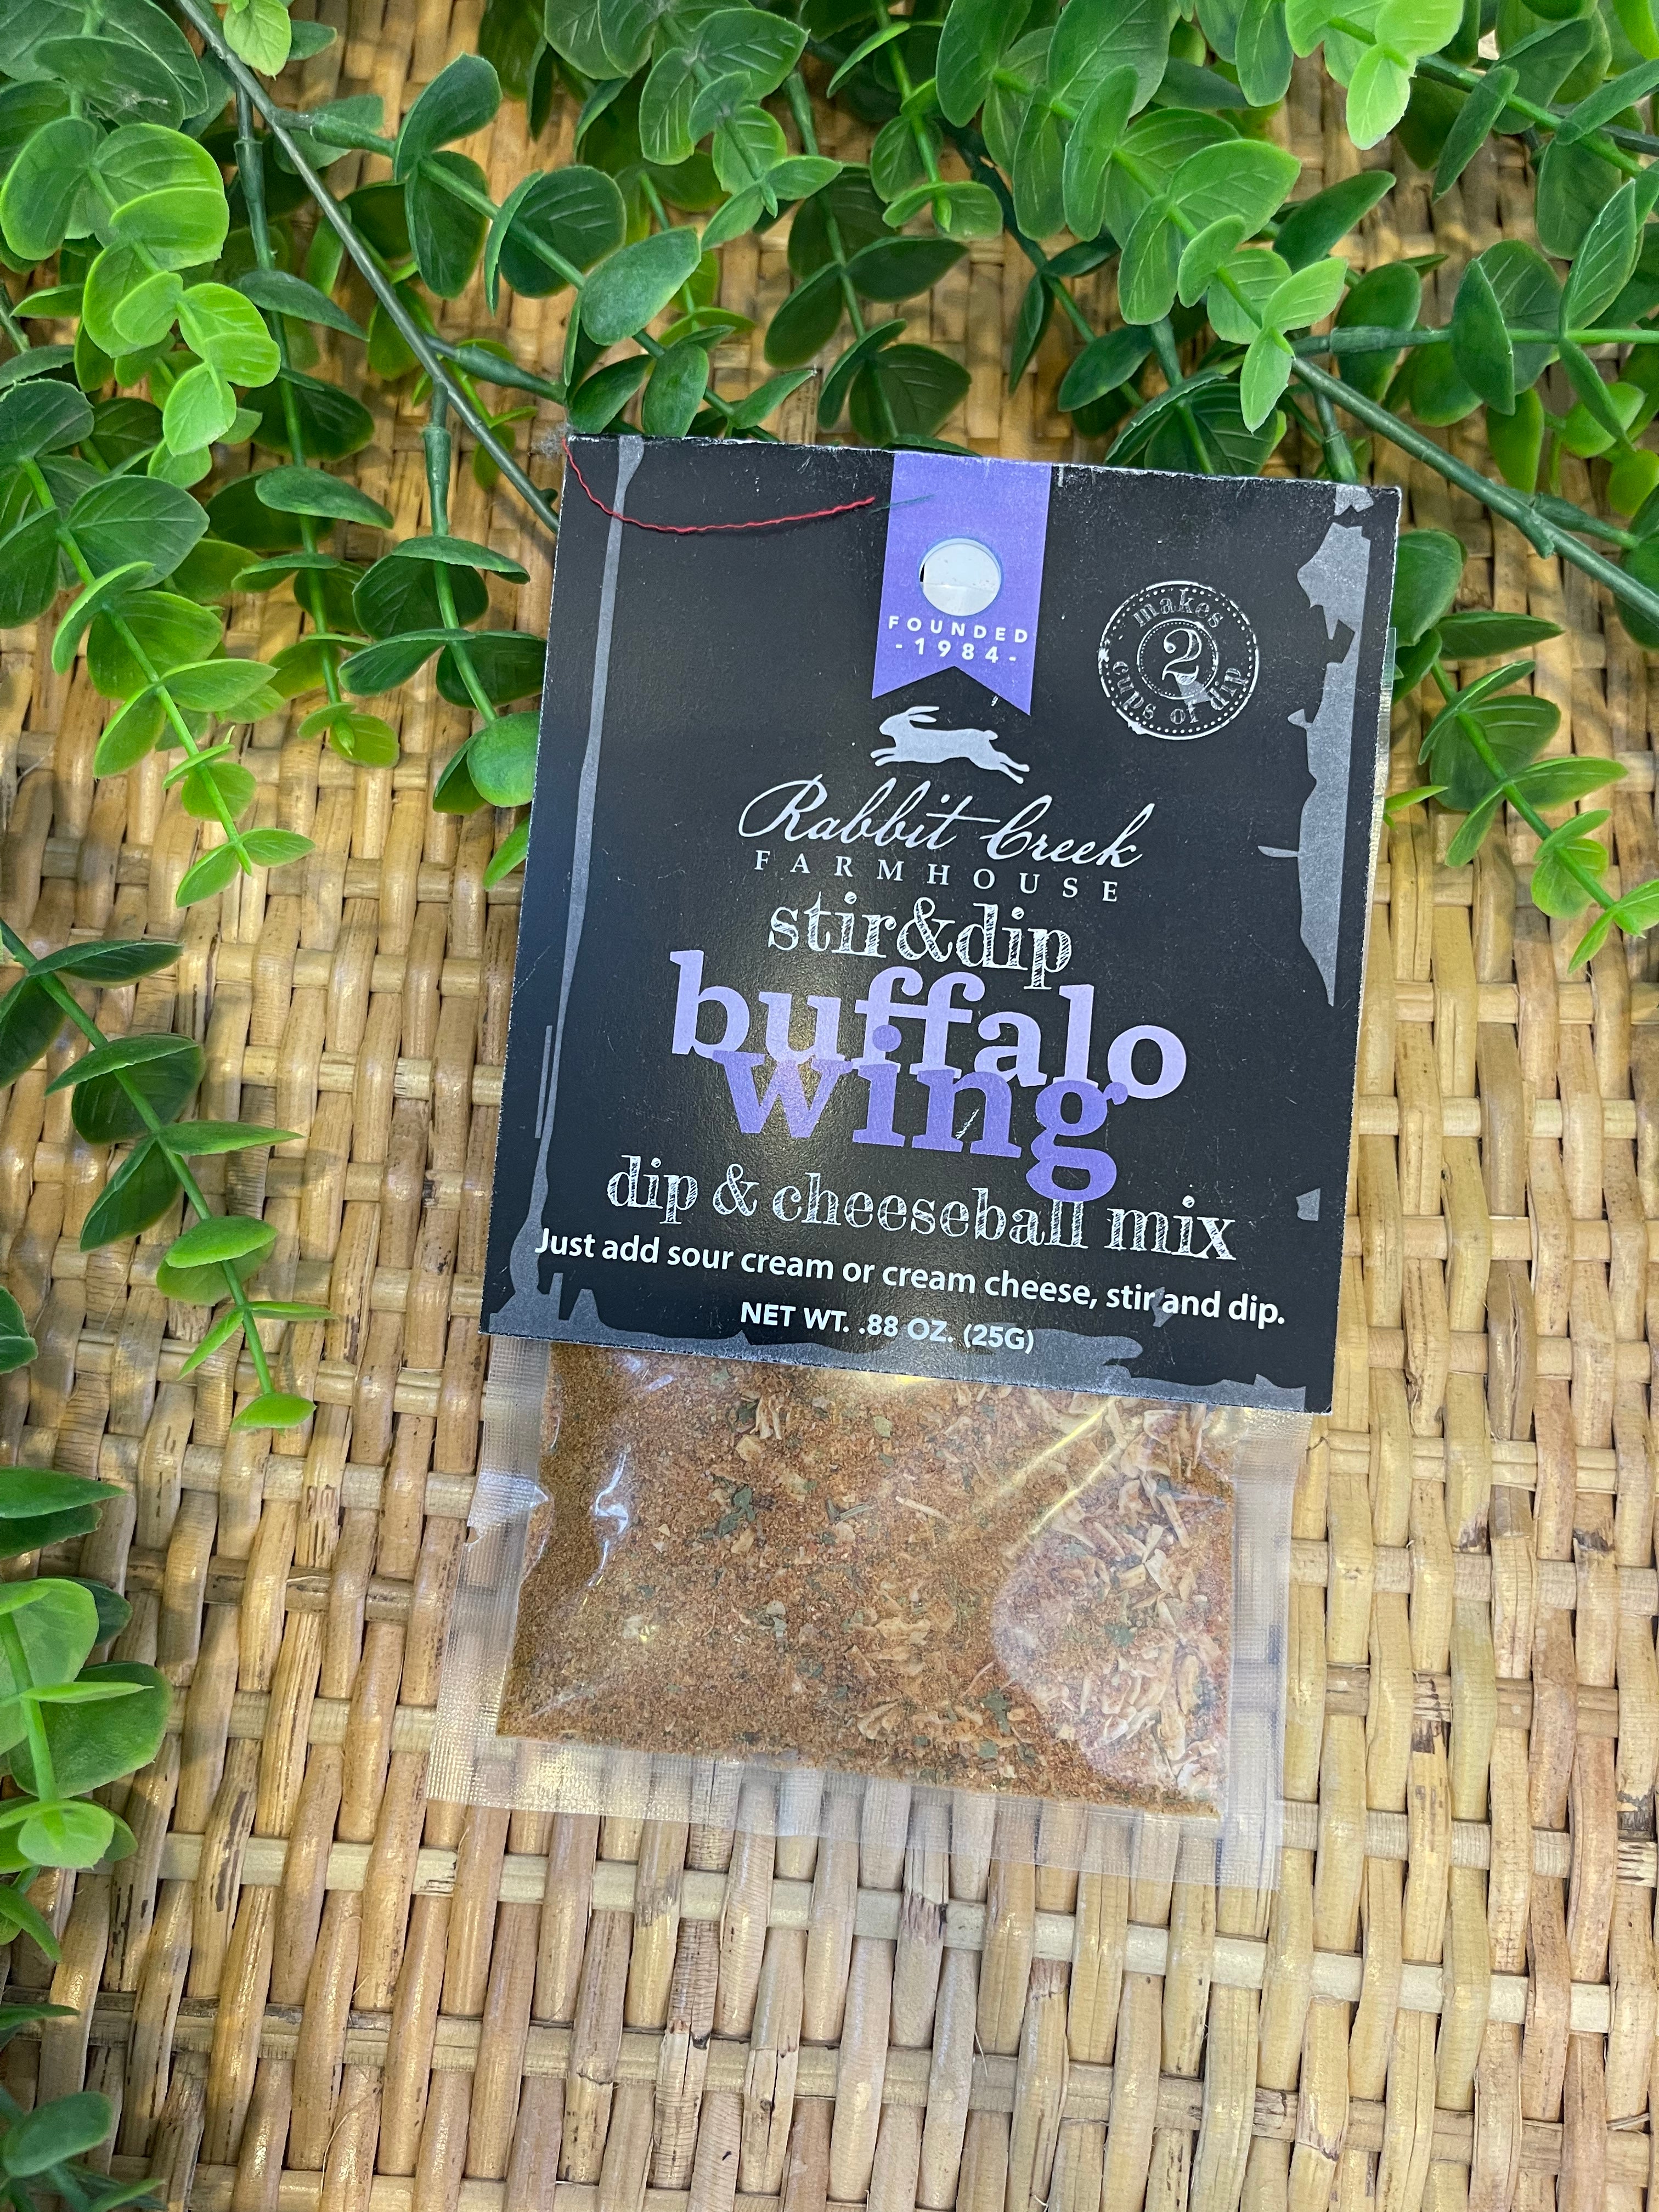 FOUNDED
-1984-
makes
2
cups of dip
Rabbit Creek
FARMHOUSE
stir&dip
buffalo
wing
dip & cheeseball mix
Just add sour cream or cream cheese, stir and dip.
NET WT. .88 OZ. (25G)